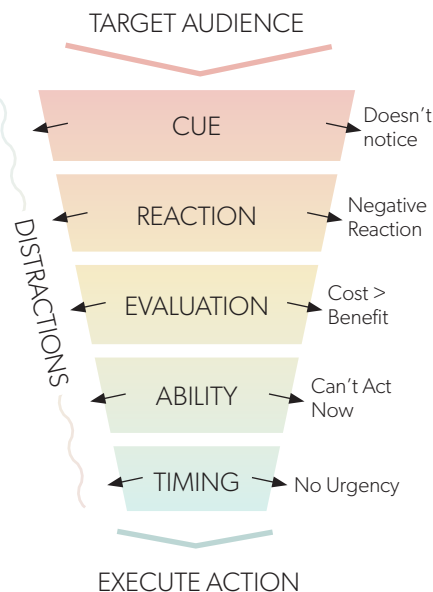 TARGET AUDIENCE
CUE
Doesn't
notice
REACTION
Negative
Reaction
DISTRACTIONS
EVALUATION
Cost >
Benefit
ABILITY
Can't Act
Now
TIMING
No Urgency
EXECUTE ACTION